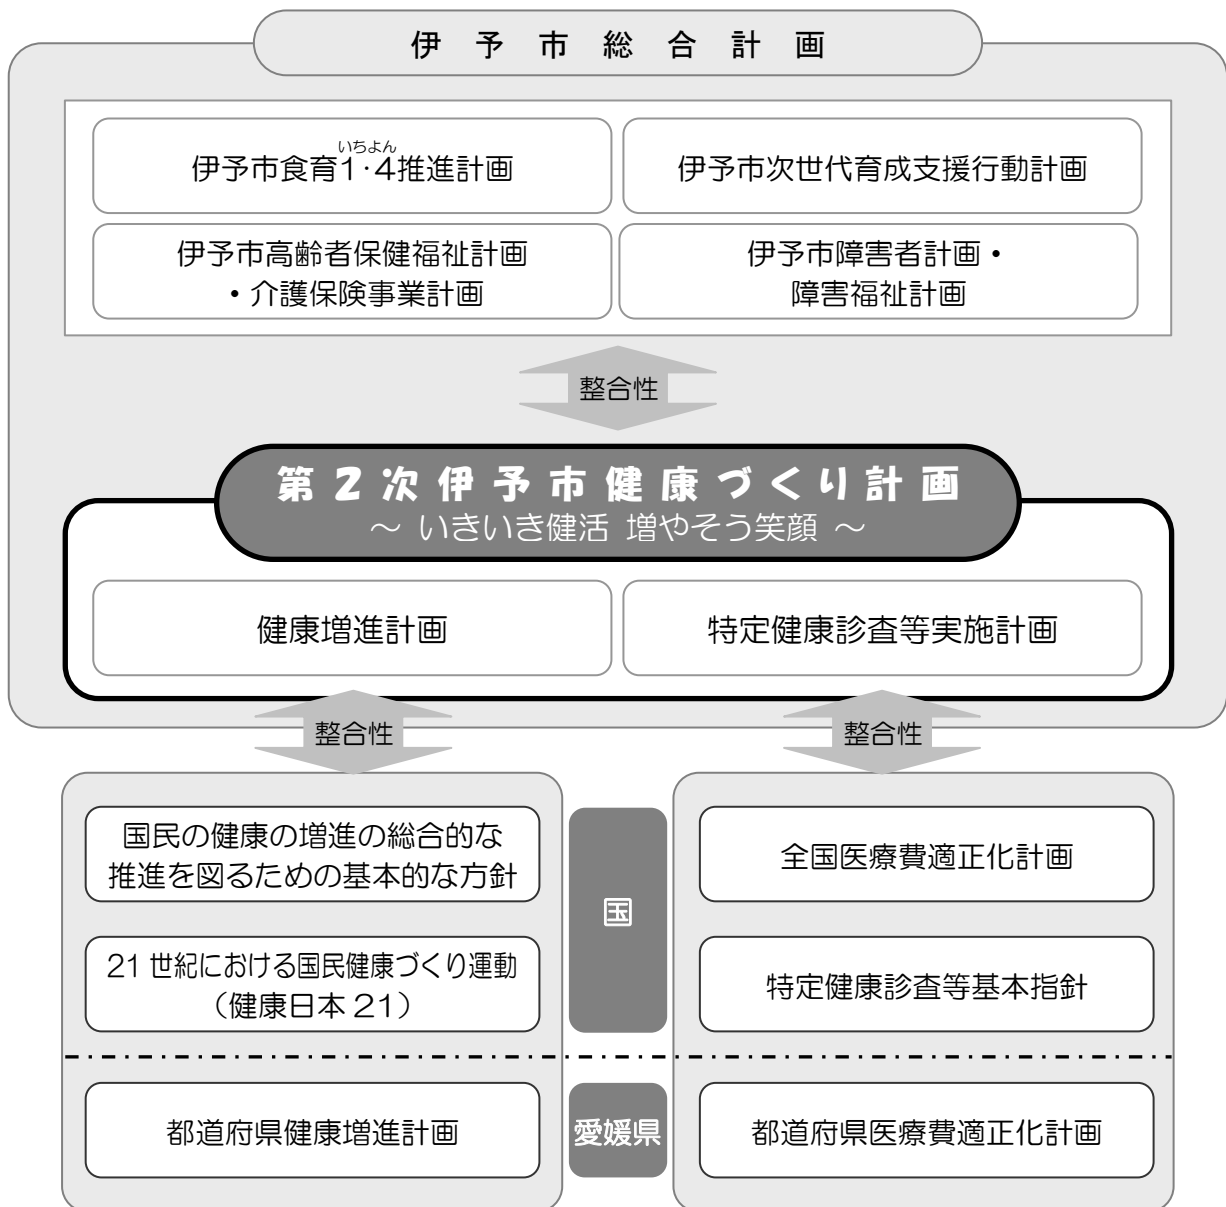 伊予市総合計画
いちよん
伊予市食育1・4推進計画
伊予市次世代育成支援行動計画
伊予市高齢者保健福祉計画
・介護保険事業計画
伊予市障害者計画・
障害福祉計画
整合性
第2次伊予市健康づくり計画
～ いきいき健活 増やそう笑顔 ～
健康増進計画
特定健康診査等実施計画
整合性
整合性
国民の健康の増進の総合的な
推進を図るための基本的な方針
21世紀における国民健康づくり運動
（健康日本21）
都道府県健康増進計画
国
愛媛県
全国医療費適正化計画
特定健康診査等基本指針
都道府県医療費適正化計画